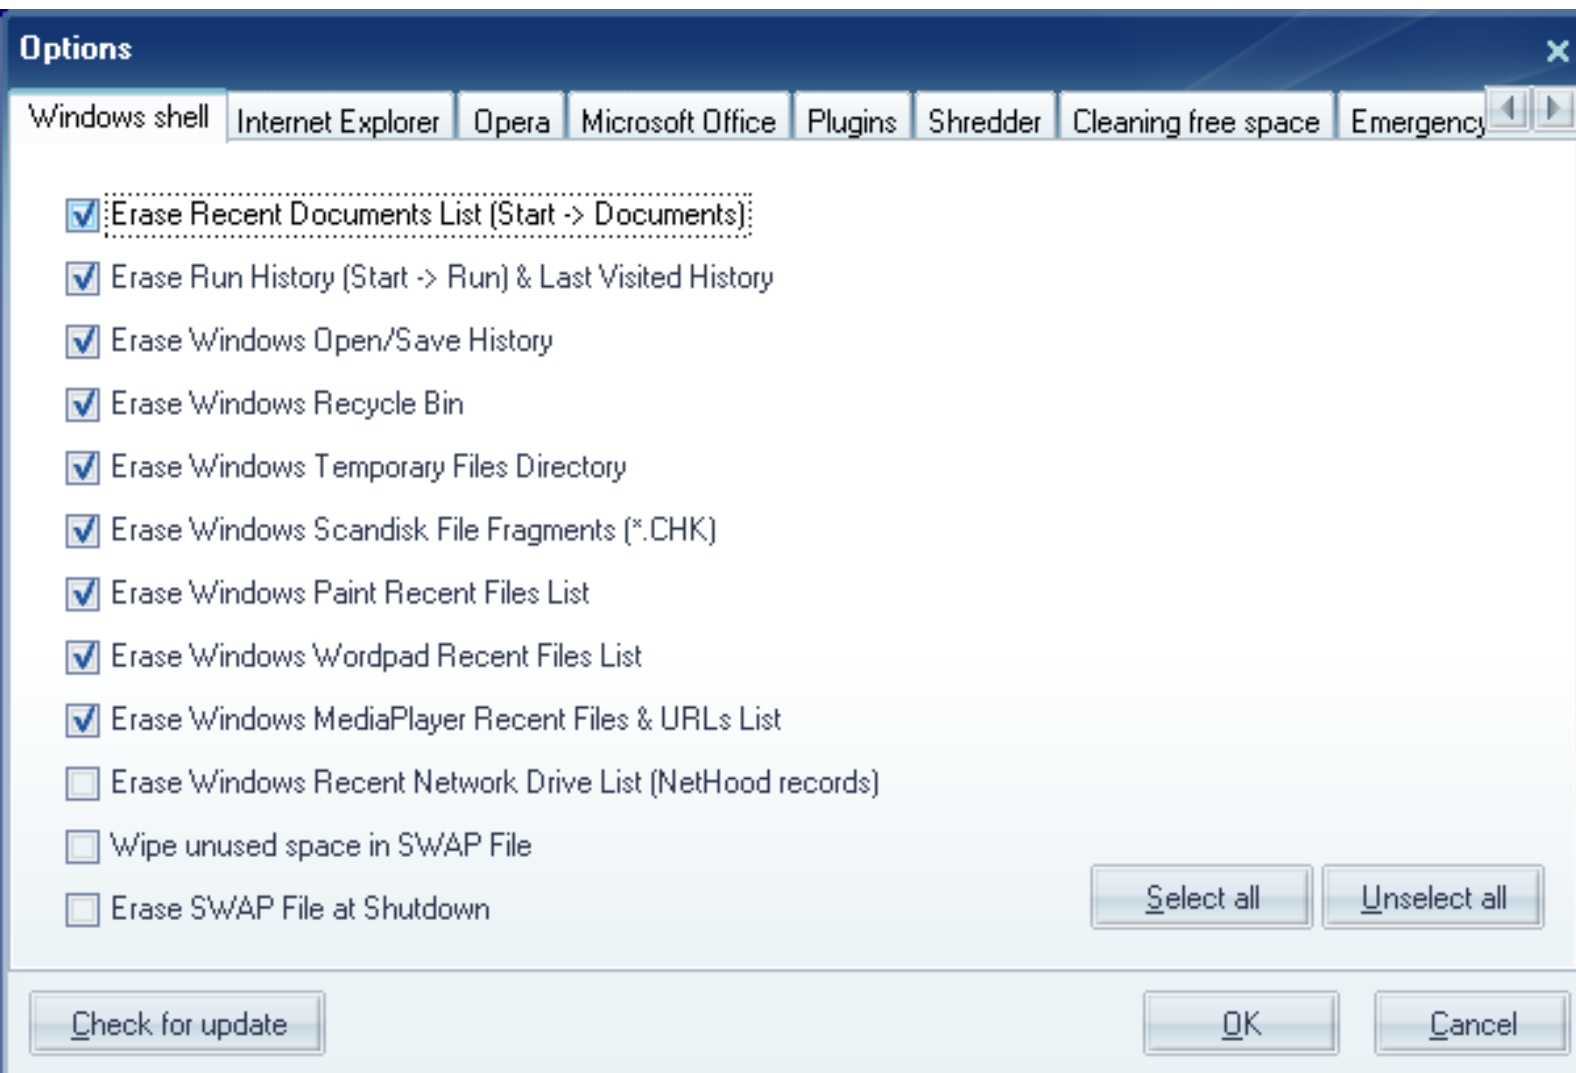 Options
Windows shell Internet Explorer Opera Microsoft Office Plugins Shredder Cleaning free space Emergency
Erase Recent Documents List (Start -> Documents)
Erase Run History (Start -> Run) & Last Visited History
Erase Windows Open/Save History
Erase Windows Recycle Bin
Erase Windows Temporary Files Directory
Erase Windows Scandisk File Fragments (*.CHK)
Erase Windows Paint Recent Files List
Erase Windows Wordpad Recent Files List
Erase Windows MediaPlayer Recent Files & URLs List
Erase Windows Recent Network Drive List (NetHood records)
Wipe unused space in SWAP File
Erase SWAP File at Shutdown
Select all Unselect all
Check for update OK Cancel